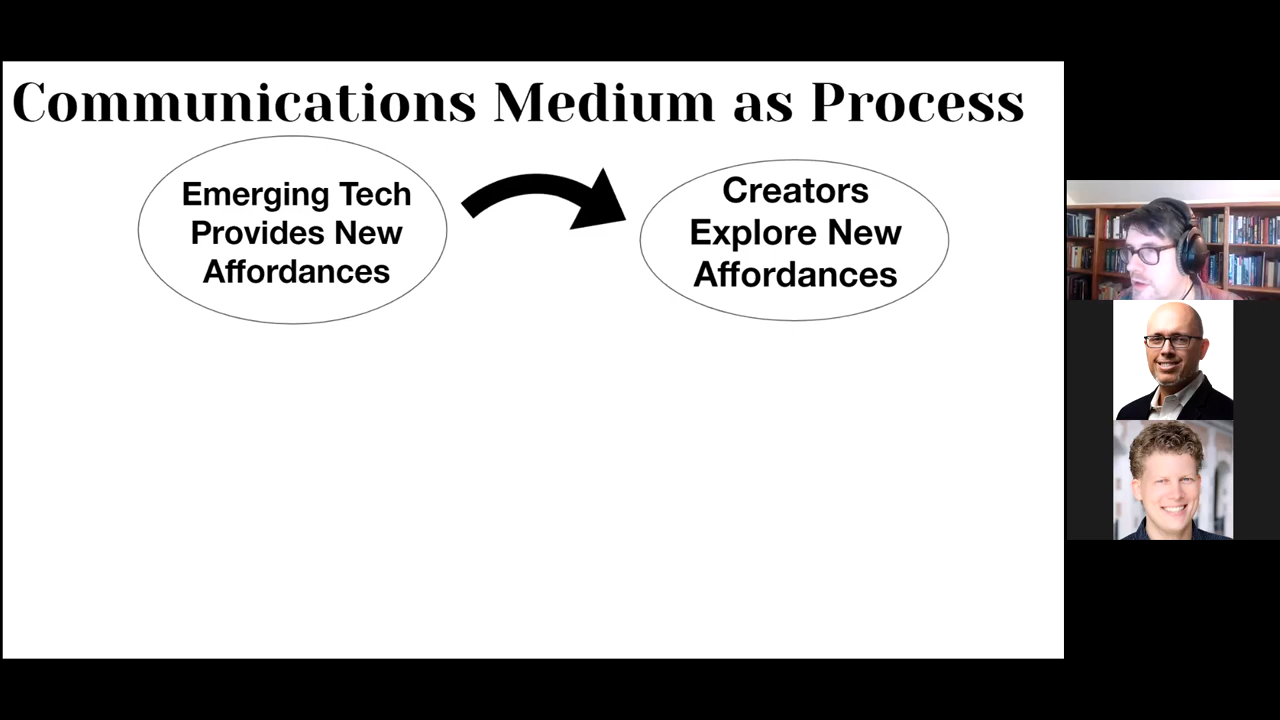 Communications Medium as Process
Emerging Tech
Provides New
Affordances
Creators
Explore New
Affordances